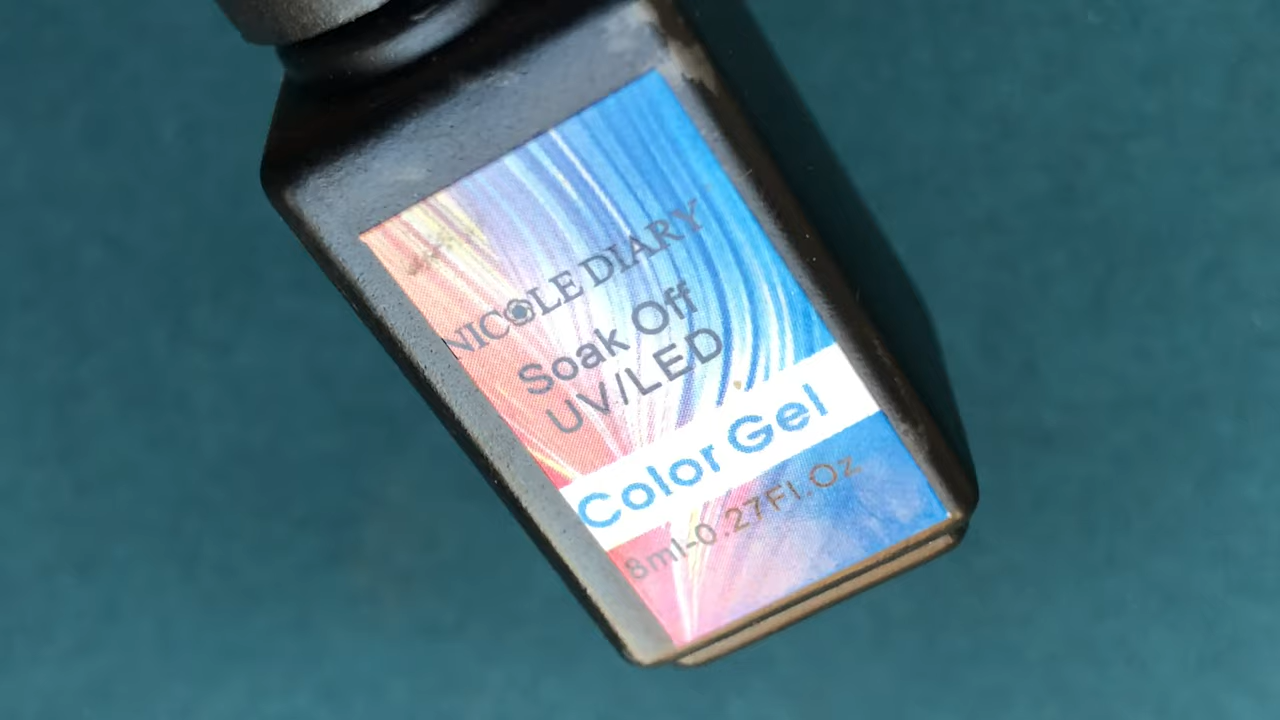 NICOLE DIARY
Soak Off
UV/LED
Color Gel
8ml-0.27Fl.Oz